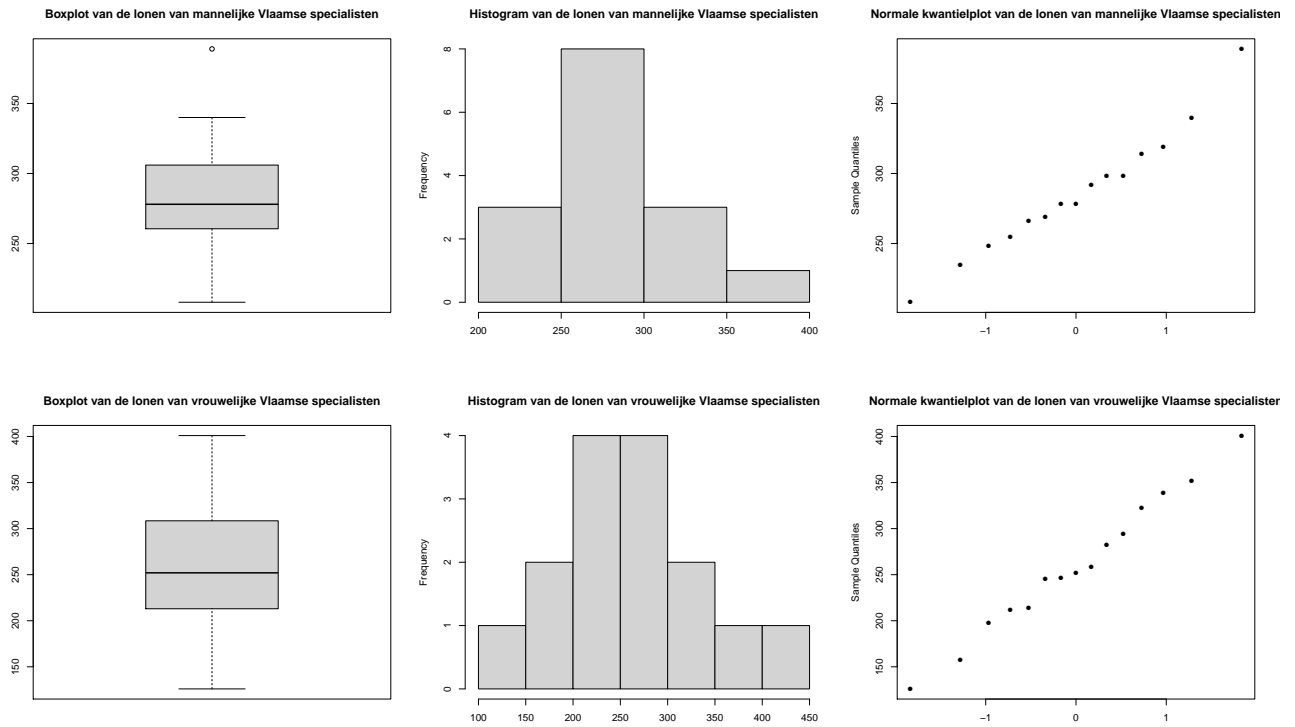 Boxplot van de lonen van mannelijke Vlaamse specialisten
250 300 350
Histogram van de lonen van mannelijke Vlaamse specialisten
Frequency
0 2 4 6 8
200 250 300 350 400
Normale kwantielplot van de lonen van mannelijke Vlaamse specialisten
Sample Quantiles
250 300 350
−1 0 1
Boxplot van de lonen van vrouwelijke Vlaamse specialisten
150 200 250 300 350 400
Histogram van de lonen van vrouwelijke Vlaamse specialisten
Frequency
0 1 2 3 4
100 150 200 250 300 350 400 450
Normale kwantielplot van de lonen van vrouwelijke Vlaamse specialisten
Sample Quantiles
150 200 250 300 350 400
−1 0 1